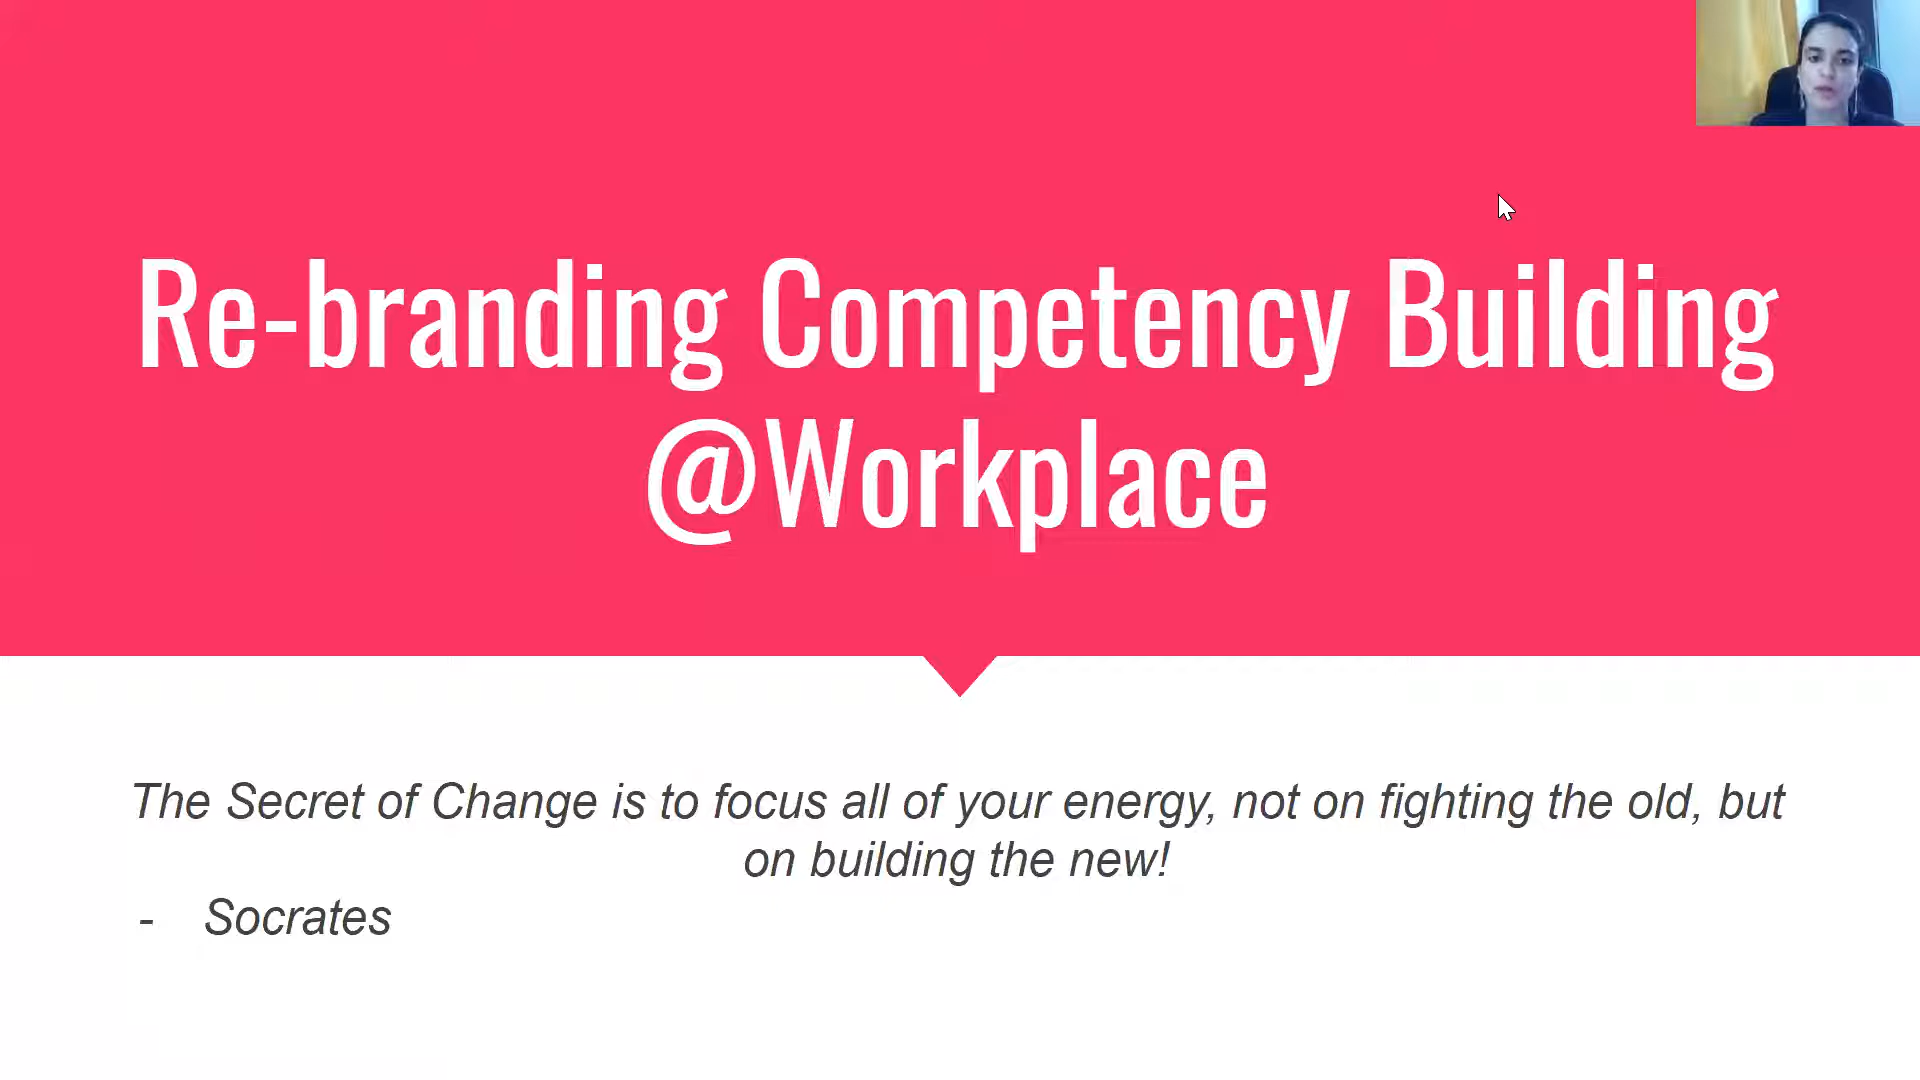 Re-branding Competency Building
@Workplace
The Secret of Change is to focus all of your energy, not on fighting the old, but
on building the new!
- Socrates